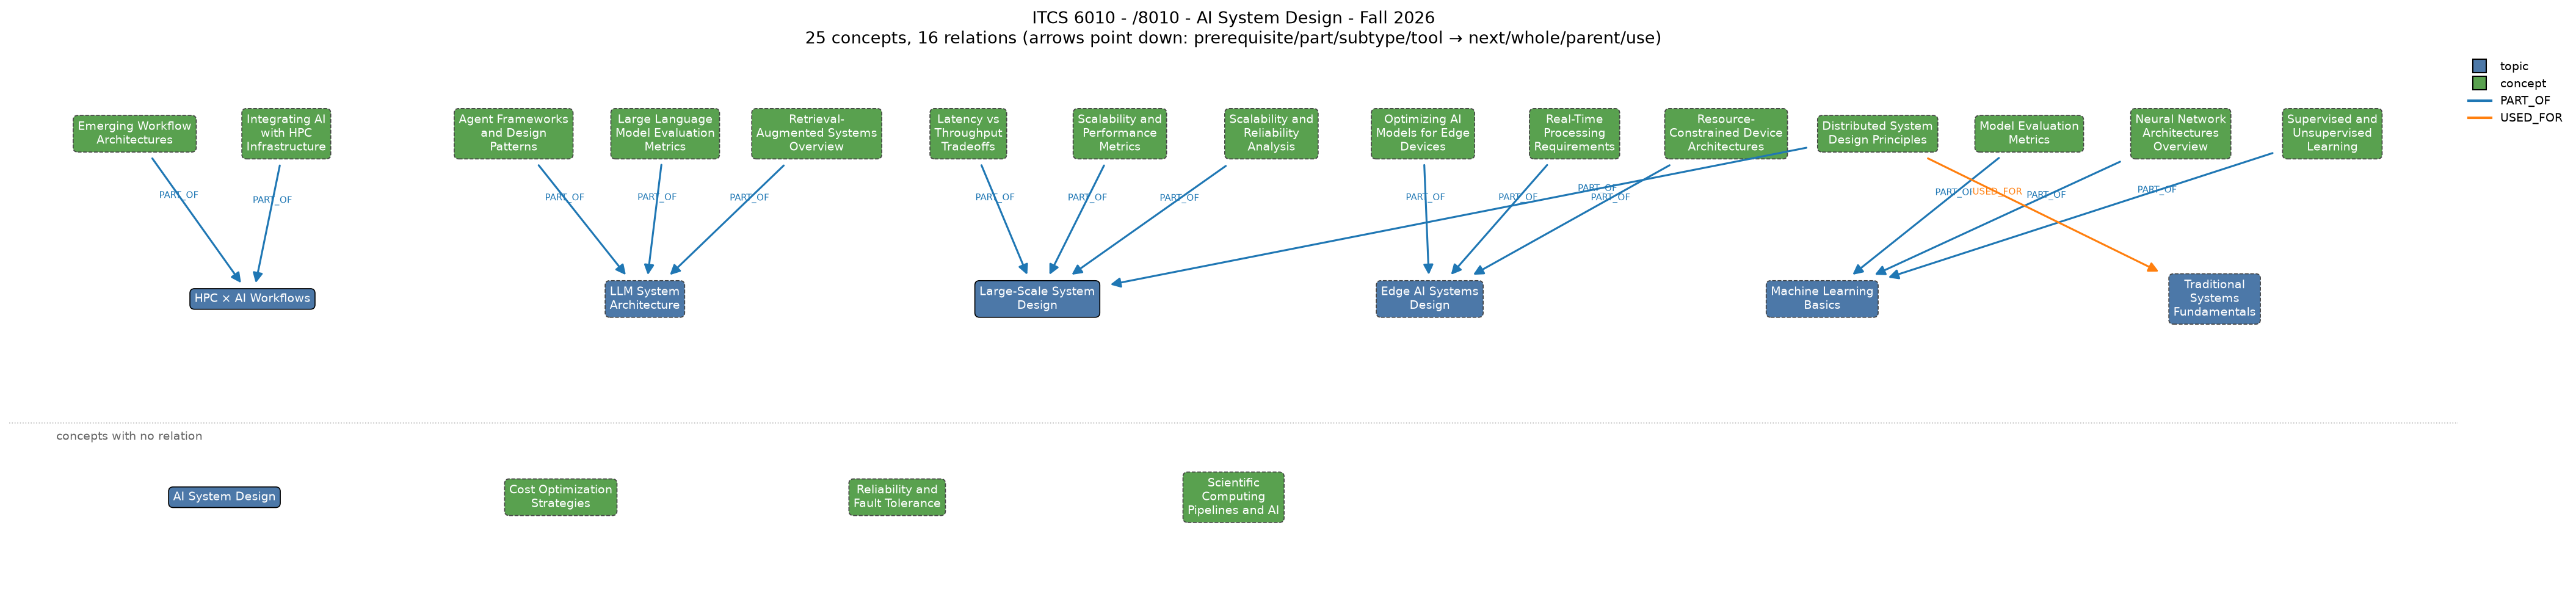 ITCS 6010 - /8010 - AI System Design - Fall 2026
25 concepts, 16 relations (arrows point down: prerequisite/part/subtype/tool → next/whole/parent/use)
topic
concept
PART_OF
USED_FOR
Emerging Workflow
Architectures
Integrating AI
with HPC
Infrastructure
Agent Frameworks
and Design
Patterns
Large Language
Model Evaluation
Metrics
Retrieval-
Augmented Systems
Overview
Latency vs
Throughput
Tradeoffs
Scalability and
Performance
Metrics
Scalability and
Reliability
Analysis
Optimizing AI
Models for Edge
Devices
Real-Time
Processing
Requirements
Resource-
Constrained Device
Architectures
Distributed System
Design Principles
Model Evaluation
Metrics
Neural Network
Architectures
Overview
Supervised and
Unsupervised
Learning
PART_OF
PART_OF
PART_OF
PART_OF
PART_OF
PART_OF
PART_OF
PART_OF
PART_OF
PART_OF
PART_OF
PART_OF
PART_OF
USED_FOR
PART_OF
PART_OF
HPC × AI Workflows
LLM System
Architecture
Large-Scale System
Design
Edge AI Systems
Design
Machine Learning
Basics
Traditional
Systems
Fundamentals
concepts with no relation
AI System Design
Cost Optimization
Strategies
Reliability and
Fault Tolerance
Scientific
Computing
Pipelines and AI